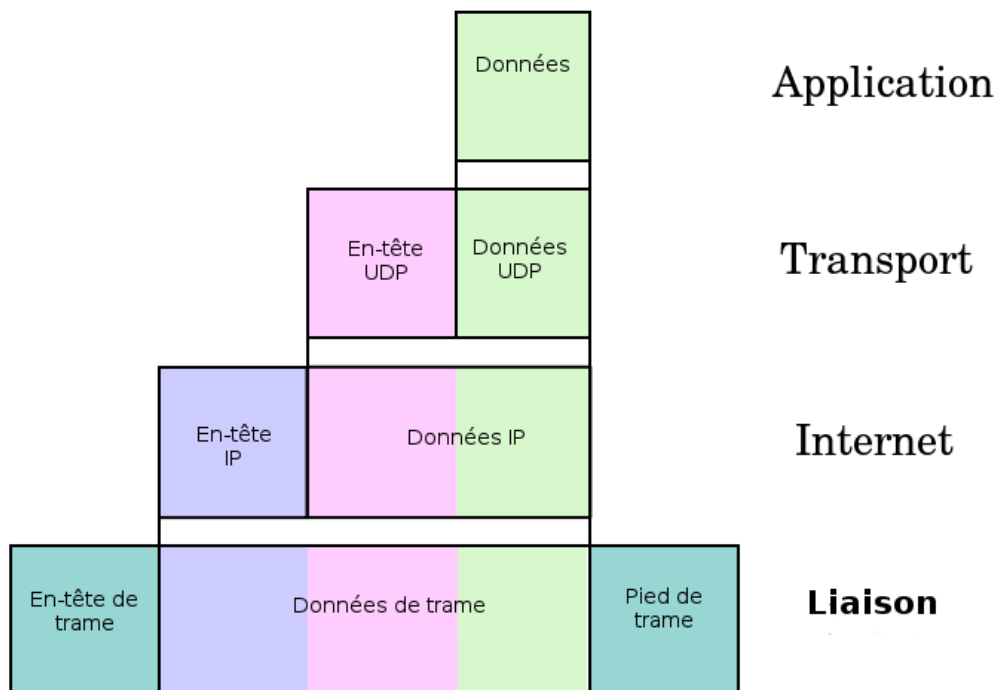 Données
Application
En-tête
UDP
Données
UDP
Transport
En-tête
IP
Données IP
Internet
En-tête de
trame
Données de trame
Pied de
trame
Liaison